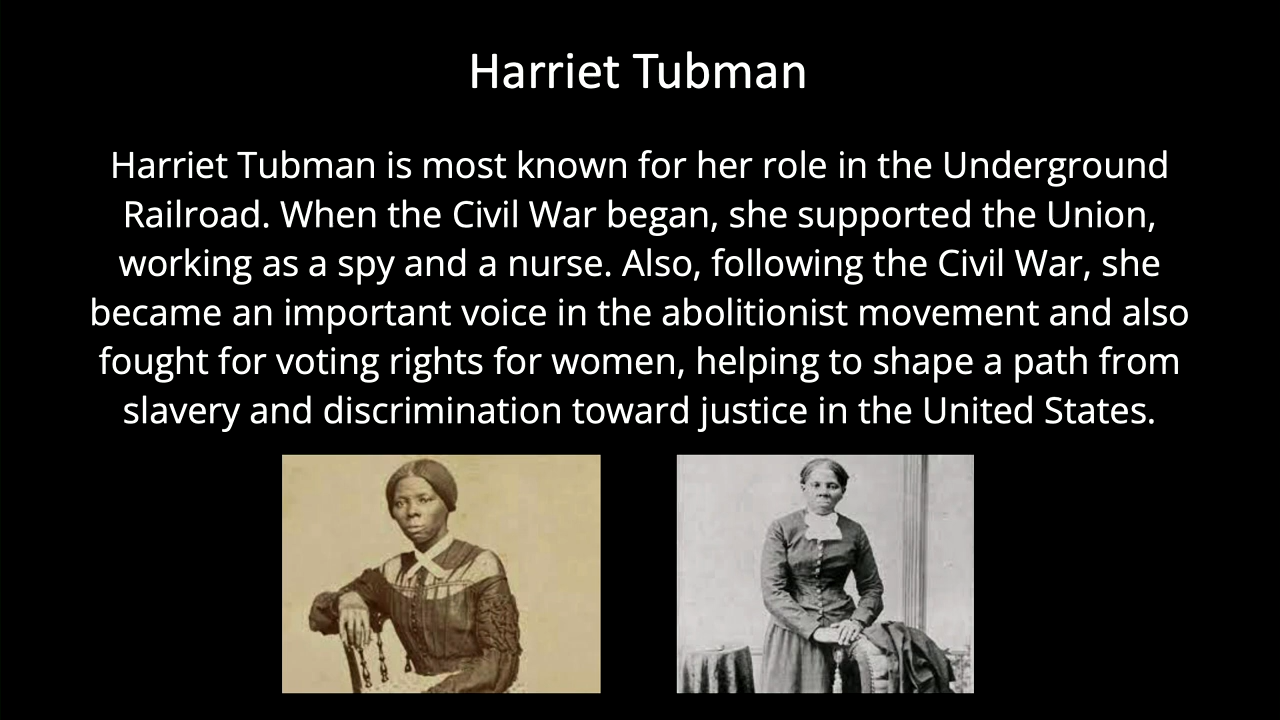 Harriet Tubman
Harriet Tubman is most known for her role in the Underground
Railroad. When the Civil War began, she supported the Union,
working as a spy and a nurse. Also, following the Civil War, she
became an important voice in the abolitionist movement and also
fought for voting rights for women, helping to shape a path from
slavery and discrimination toward justice in the United States.